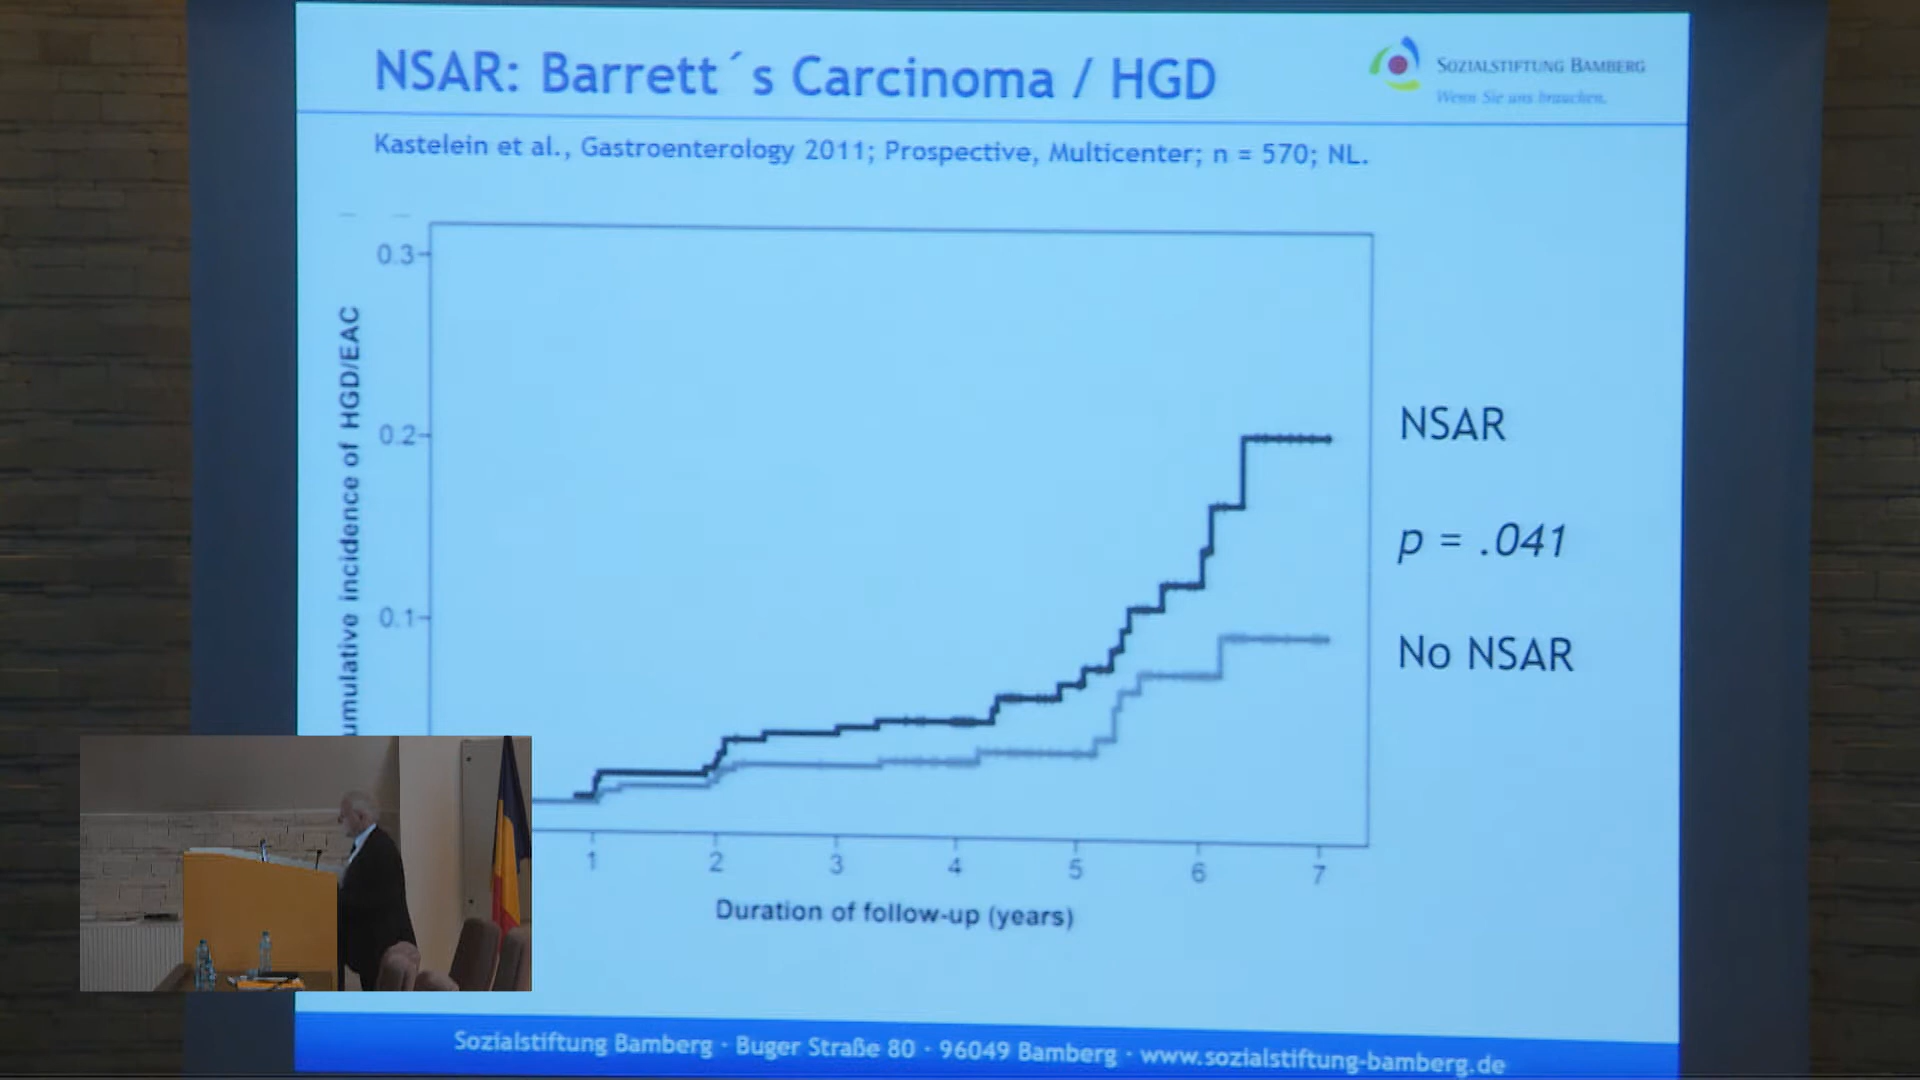 NSAR: Barrett´s Carcinoma / HGD
SOZIALSTIFTUNG BAMBERG
Wenn Sie uns brauchen.
Kastelein et al., Gastroenterology 2011; Prospective, Multicenter; n = 570; NL.
0.3
0.2
0.1
umulative incidence of HGD/EAC
NSAR
p = .041
No NSAR
1 2 3 4 5 6 7
Duration of follow-up (years)
Sozialstiftung Bamberg · Buger Straße 80 · 96049 Bamberg · www.sozialstiftung-bamberg.de